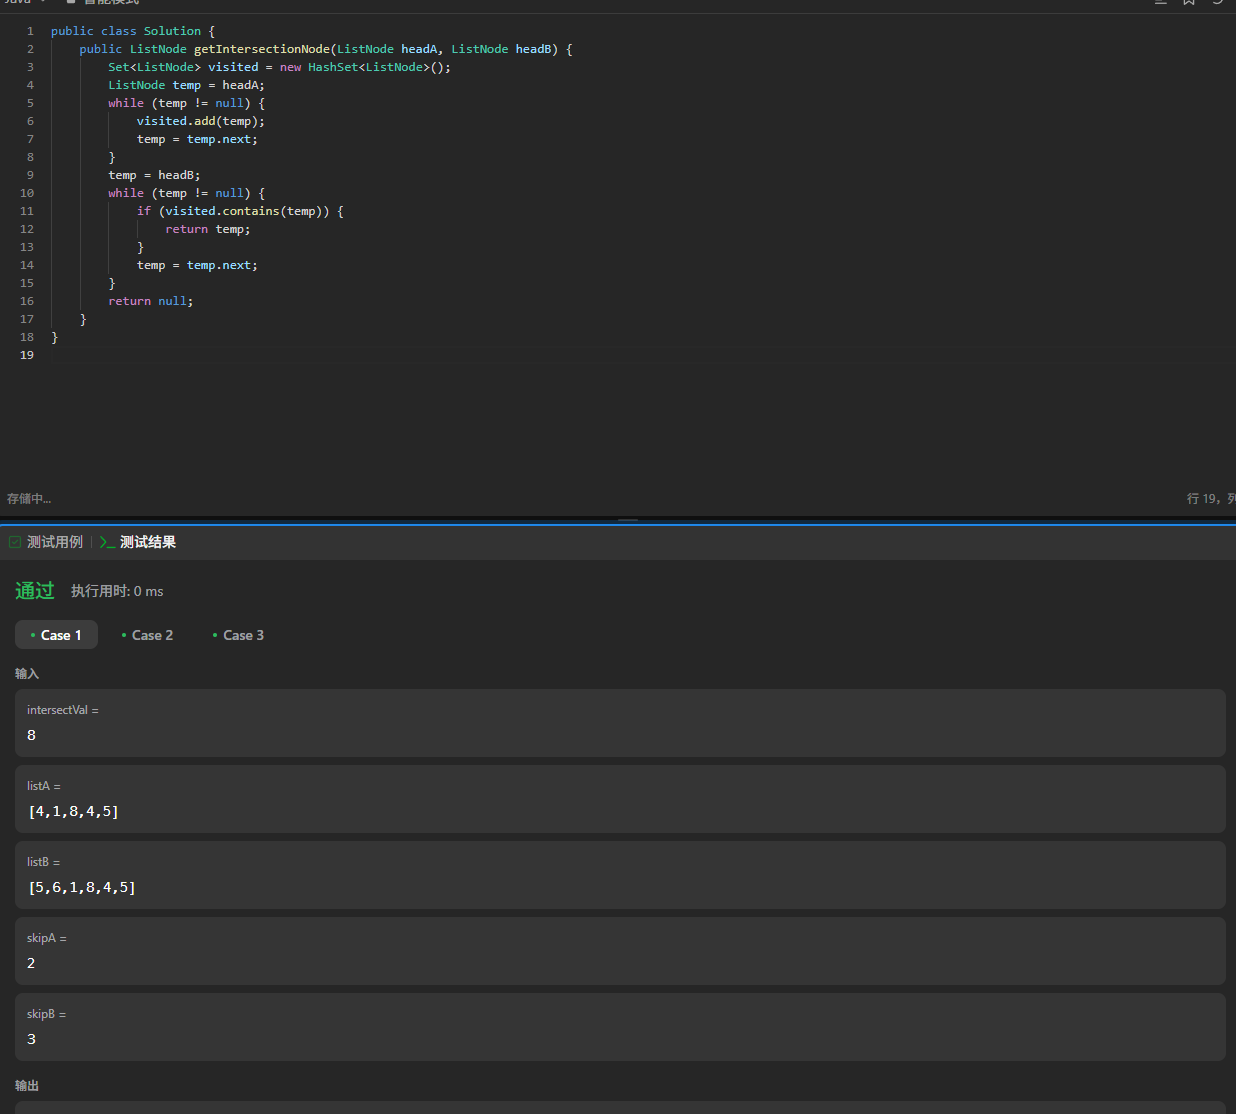 Java 智能模式
1 public class Solution {
2 public ListNode getIntersectionNode(ListNode headA, ListNode headB) {
3 Set<ListNode> visited = new HashSet<ListNode>();
4 ListNode temp = headA;
5 while (temp != null) {
6 visited.add(temp);
7 temp = temp.next;
8 }
9 temp = headB;
10 while (temp != null) {
11 if (visited.contains(temp)) {
12 return temp;
13 }
14 temp = temp.next;
15 }
16 return null;
17 }
18 }
19
存储中... 行 19，列
测试用例 | >_ 测试结果
通过 执行用时: 0 ms
• Case 1 • Case 2 • Case 3
输入
intersectVal =
8
listA =
[4,1,8,4,5]
listB =
[5,6,1,8,4,5]
skipA =
2
skipB =
3
输出